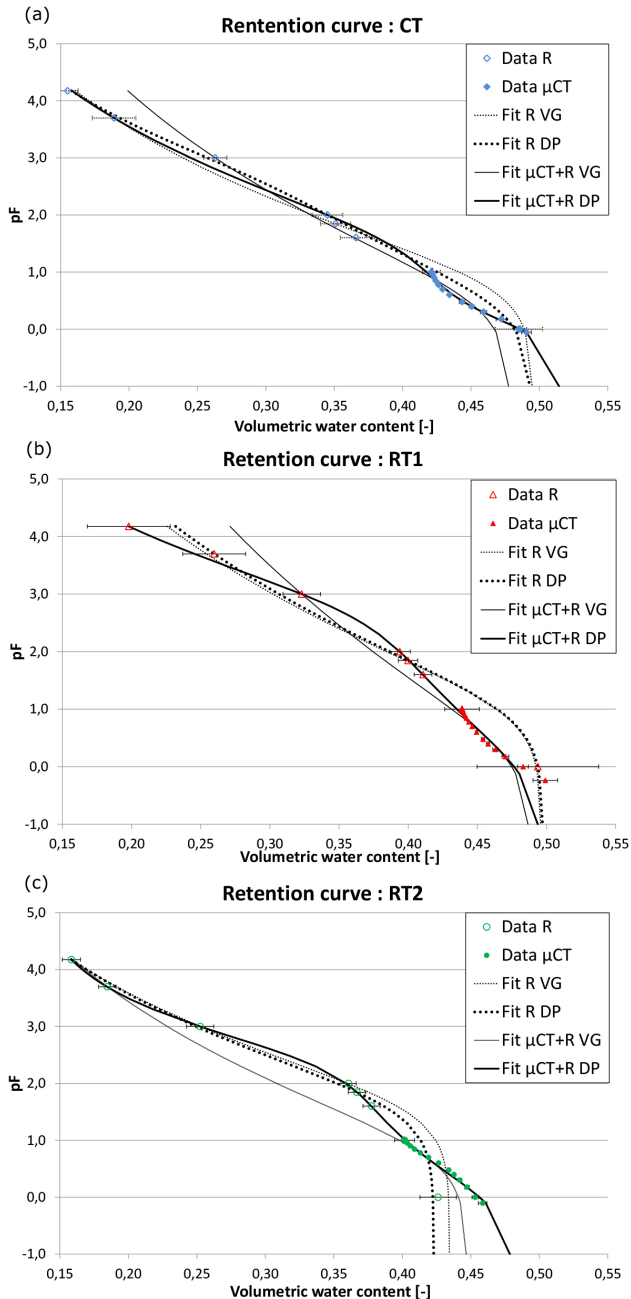 (a)
Rentention curve : CT
5,0
4,0
3,0
2,0
1,0
0,0
-1,0
pF
0,15 0,20 0,25 0,30 0,35 0,40 0,45 0,50 0,55
Volumetric water content [-]
Data R
Data µCT
Fit R VG
Fit R DP
Fit µCT+R VG
Fit µCT+R DP
(b)
Retention curve : RT1
5,0
4,0
3,0
2,0
1,0
0,0
-1,0
pF
0,15 0,20 0,25 0,30 0,35 0,40 0,45 0,50 0,55
Volumetric water content [-]
Data R
Data µCT
Fit R VG
Fit R DP
Fit µCT+R VG
Fit µCT+R DP
(c)
Retention curve : RT2
5,0
4,0
3,0
2,0
1,0
0,0
-1,0
pF
0,15 0,20 0,25 0,30 0,35 0,40 0,45 0,50 0,55
Volumetric water content [-]
Data R
Data µCT
Fit R VG
Fit R DP
Fit µCT+R VG
Fit µCT+R DP